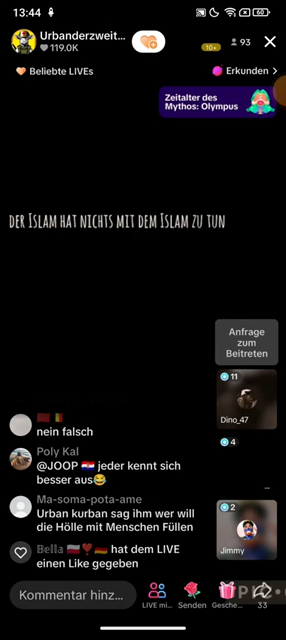 13:44
60
Urbanderzweit...
119.0K
10+
93
Beliebte LIVEs
Erkunden >
Zeitalter des
Mythos: Olympus
DER ISLAM HAT NICHTS MIT DEM ISLAM ZU TUN
Anfrage
zum
Beitreten
11
Dino_47
4
nein falsch
Poly Kal
@JOOP 🇭🇷 jeder kennt sich
besser aus😂
Ma-soma-pota-ame
Urban kurban sag ihm wer will
die Hölle mit Menschen Füllen
2
Jimmy
Bella 🇵🇱❣️🇩🇪 hat dem LIVE
einen Like gegeben
Kommentar hinz...
LIVE mi...
Senden
Gesche...
33